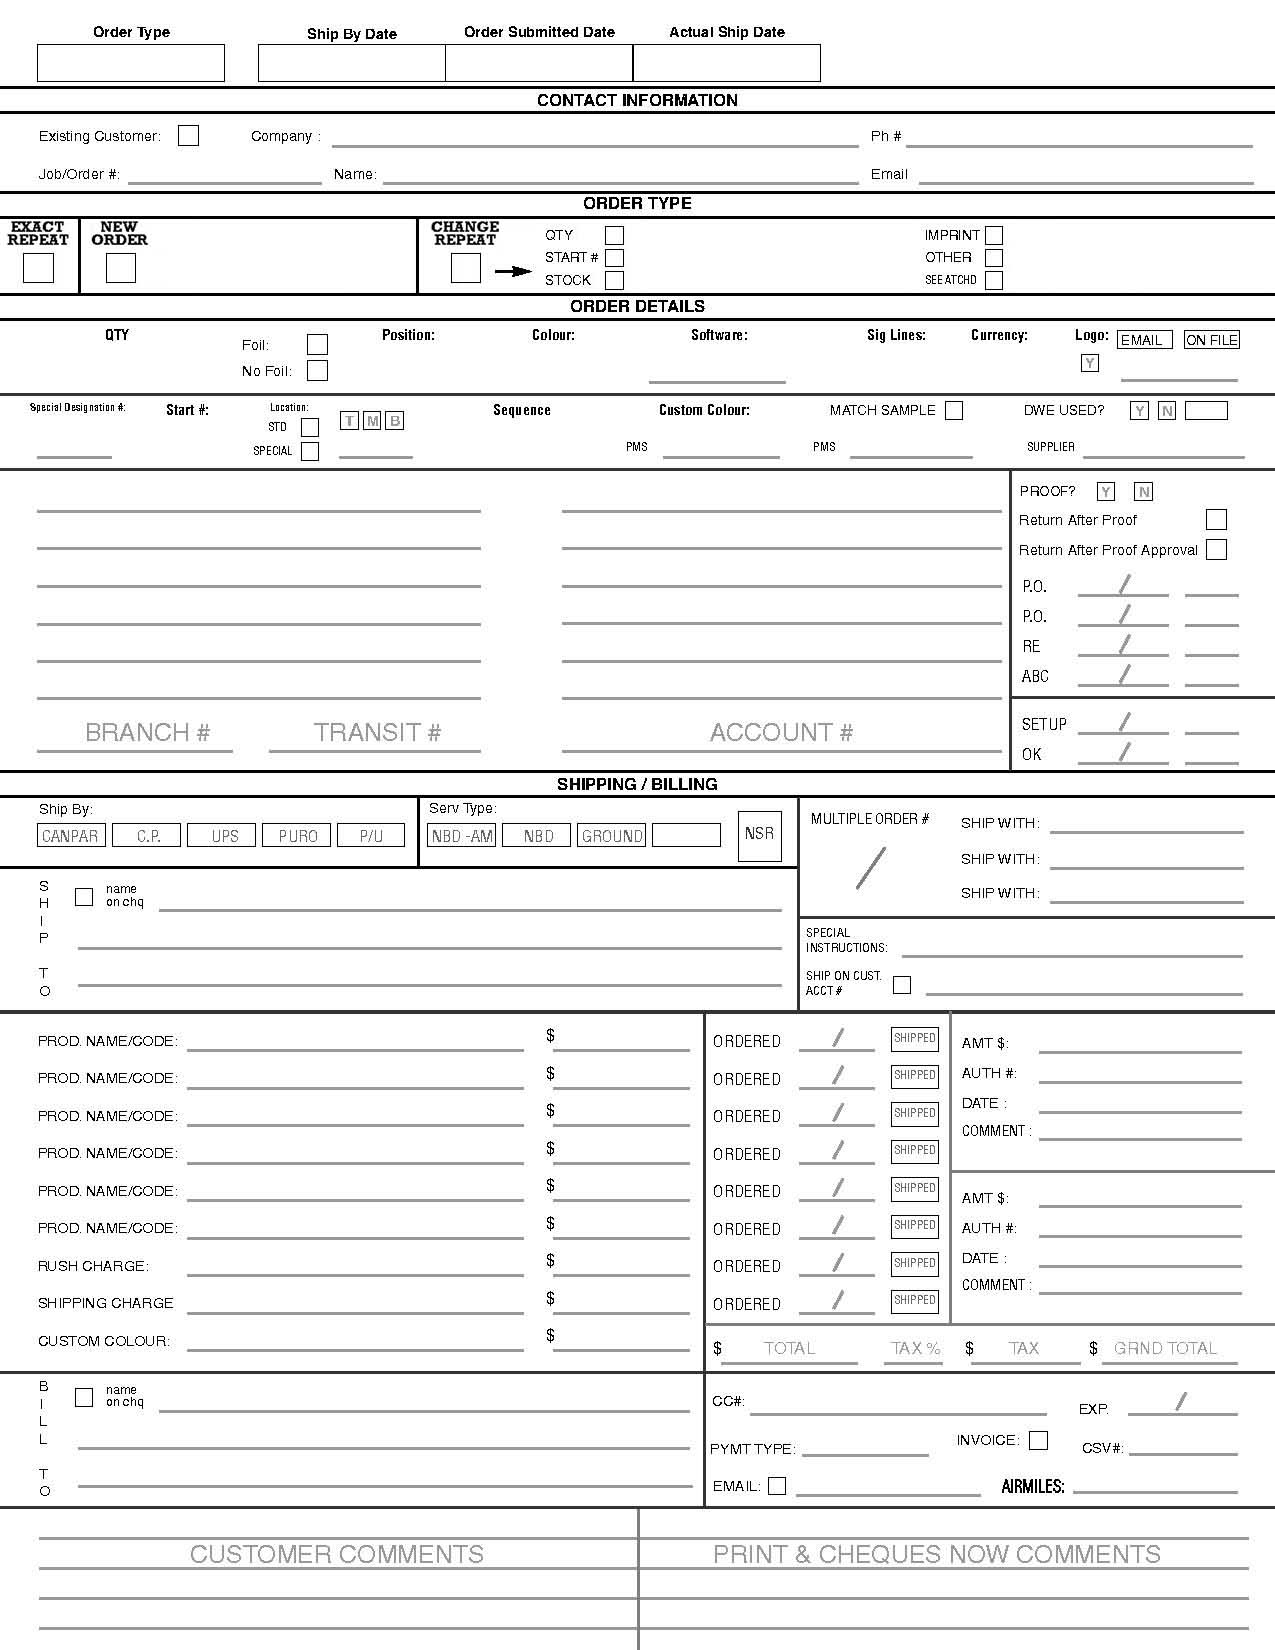 Order Type Ship By Date Order Submitted Date Actual Ship Date
CONTACT INFORMATION
Existing Customer: Company : Ph #
Job/Order #: Name: Email
ORDER TYPE
EXACT REPEAT NEW ORDER CHANGE REPEAT
QTY IMPRINT
START # OTHER
STOCK SEE ATCHD
ORDER DETAILS
QTY Position: Colour: Software: Sig Lines: Currency: Logo: EMAIL ON FILE
Foil:
No Foil: Y
Special Designation #: Start #: Location: Sequence Custom Colour: MATCH SAMPLE DWE USED? Y N
STD T M B
SPECIAL PMS PMS SUPPLIER
PROOF? Y N
Return After Proof
Return After Proof Approval
P.O. /
P.O. /
RE /
ABC /
BRANCH # TRANSIT # ACCOUNT #
SETUP /
OK /
SHIPPING / BILLING
Ship By: Serv Type:
CANPAR C.P. UPS PURO P/U NBD -AM NBD GROUND NSR
MULTIPLE ORDER # SHIP WITH:
/ SHIP WITH:
SHIP WITH:
SHIP TO
name
on chq
SPECIAL
INSTRUCTIONS:
SHIP ON CUST.
ACCT #
PROD. NAME/CODE: $ ORDERED / SHIPPED AMT $:
PROD. NAME/CODE: $ ORDERED / SHIPPED AUTH #:
DATE :
PROD. NAME/CODE: $ ORDERED / SHIPPED COMMENT :
PROD. NAME/CODE: $ ORDERED / SHIPPED
PROD. NAME/CODE: $ ORDERED / SHIPPED AMT $:
PROD. NAME/CODE: $ ORDERED / SHIPPED AUTH #:
RUSH CHARGE: $ ORDERED / SHIPPED DATE :
COMMENT :
SHIPPING CHARGE $ ORDERED / SHIPPED
CUSTOM COLOUR: $
$ TOTAL TAX % $ TAX $ GRND TOTAL
BILL TO
name
on chq
CC#: EXP. /
PYMT TYPE: INVOICE: CSV#:
EMAIL: AIRMILES:
CUSTOMER COMMENTS PRINT & CHEQUES NOW COMMENTS